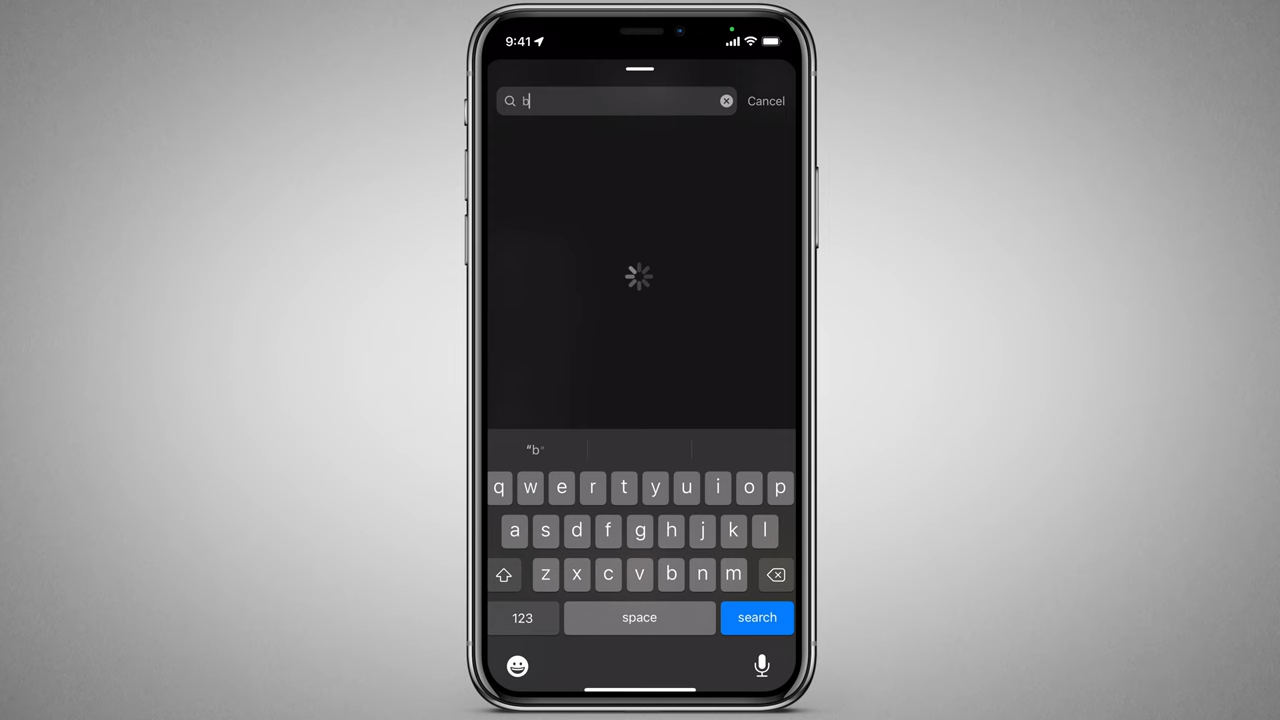 9:41
b
Cancel
“b”
q w e r t y u i o p
a s d f g h j k l
z x c v b n m
123 space search